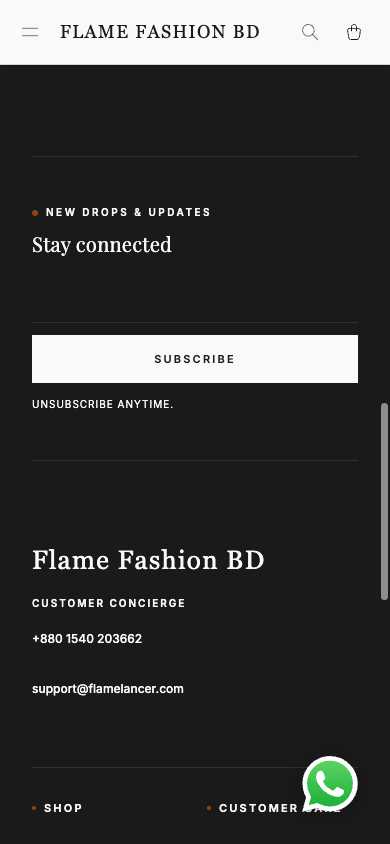 FLAME FASHION BD
NEW DROPS & UPDATES
Stay connected
SUBSCRIBE
UNSUBSCRIBE ANYTIME.
Flame Fashion BD
CUSTOMER CONCIERGE
+880 1540 203662
support@flamelancer.com
SHOP
CUSTOMER